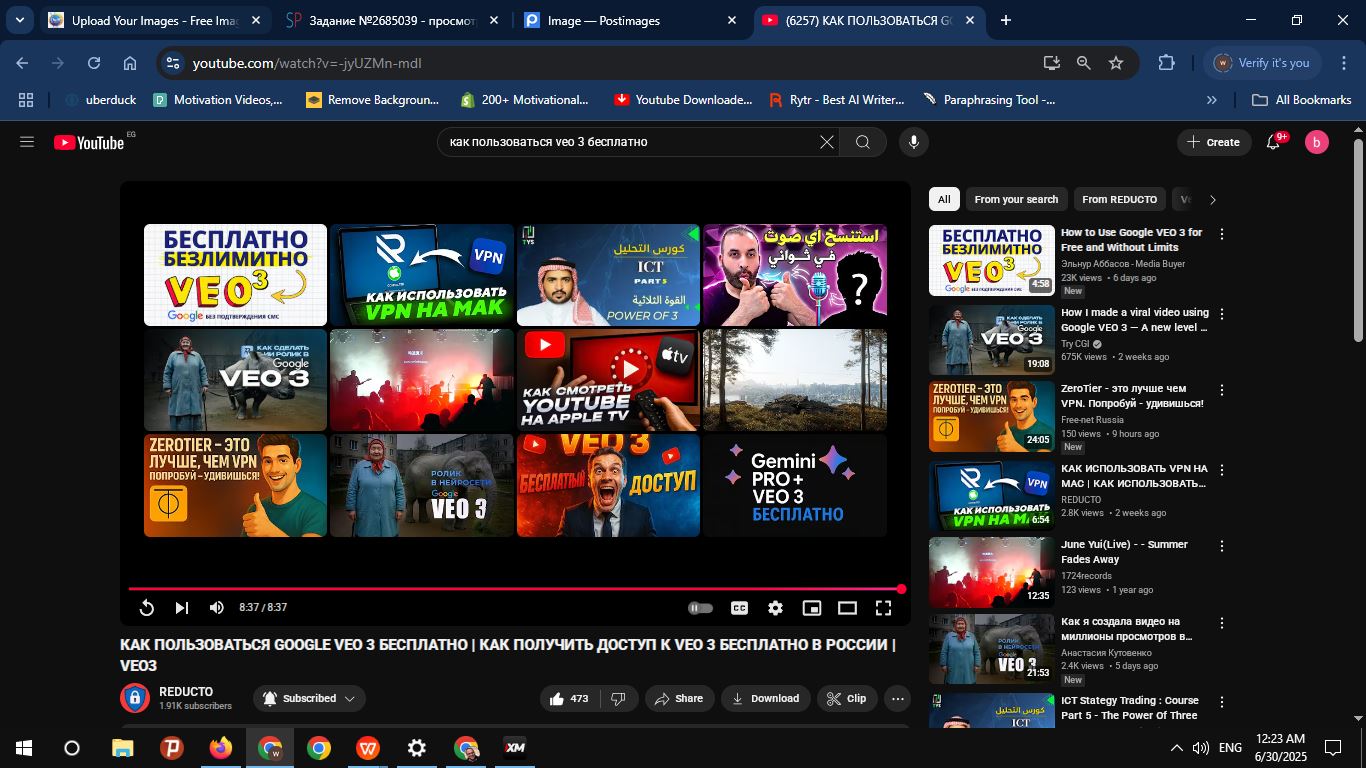 Upload Your Images - Free Imag
Задание №2685039 - просмотр
Image — Postimages
(6257) КАК ПОЛЬЗОВАТЬСЯ GO
youtube.com/watch?v=-jyUZMn-mdI
Verify it's you
uberduck
Motivation Videos,...
Remove Backgroun...
200+ Motivational...
Youtube Downloade...
Rytr - Best AI Writer...
Paraphrasing Tool -...
All Bookmarks
YouTube EG
как пользоваться veo 3 бесплатно
Create
9+
b
БЕСПЛАТНО
БЕЗЛИМИТНО
VEO3
Google БЕЗ ПОДТВЕРЖДЕНИЯ СМС
VPN
КАК ИСПОЛЬЗОВАТЬ
VPN НА МАК
TYS
كورس التحليل
ICT
PART 5
القوة الثلاثية
POWER OF 3
استنسخ اي صوت
في ثواني
?
КАК СДЕЛАТЬ
Google
VEO 3
YOUTUBE
КАК СМОТРЕТЬ
YOUTUBE
НА APPLE TV
tv
ZEROTIER – ЭТО
ЛУЧШЕ, ЧЕМ VPN
ПОПРОБУЙ – УДИВИШЬСЯ!
РОЛИК
В НЕЙРОСЕТИ
Google
VEO 3
VEO 3
БЕСПЛАТНЫЙ ДОСТУП
Gemini
PRO +
VEO 3
БЕСПЛАТНО
8:37 / 8:37
CC
КАК ПОЛЬЗОВАТЬСЯ GOOGLE VEO 3 БЕСПЛАТНО | КАК ПОЛУЧИТЬ ДОСТУП К VEO 3 БЕСПЛАТНО В РОССИИ |
VEO3
REDUCTO
1.91K subscribers
Subscribed
473
Share
Download
Clip
All
From your search
From REDUCTO
How to Use Google VEO 3 for
Free and Without Limits
Эльнур Аббасов - Media Buyer
23K views • 6 days ago
New
4:58
How I made a viral video using
Google VEO 3 — A new level ...
Try CGI
675K views • 2 weeks ago
19:08
ZeroTier - это лучше чем
VPN. Попробуй - удивишься!
Free-net Russia
150 views • 9 hours ago
New
24:05
КАК ИСПОЛЬЗОВАТЬ VPN НА
MAC | КАК ИСПОЛЬЗОВАТЬ...
REDUCTO
2.8K views • 2 weeks ago
6:54
June Yui(Live) - - Summer
Fades Away
1724records
123 views • 1 year ago
12:35
Как я создала видео на
миллионы просмотров в...
Анастасия Кутовенко
2.4K views • 5 days ago
New
21:53
ICT Stategy Trading : Course
Part 5 - The Power Of Three
كورس التحليل
ICT
XM
ENG
12:23 AM
6/30/2025